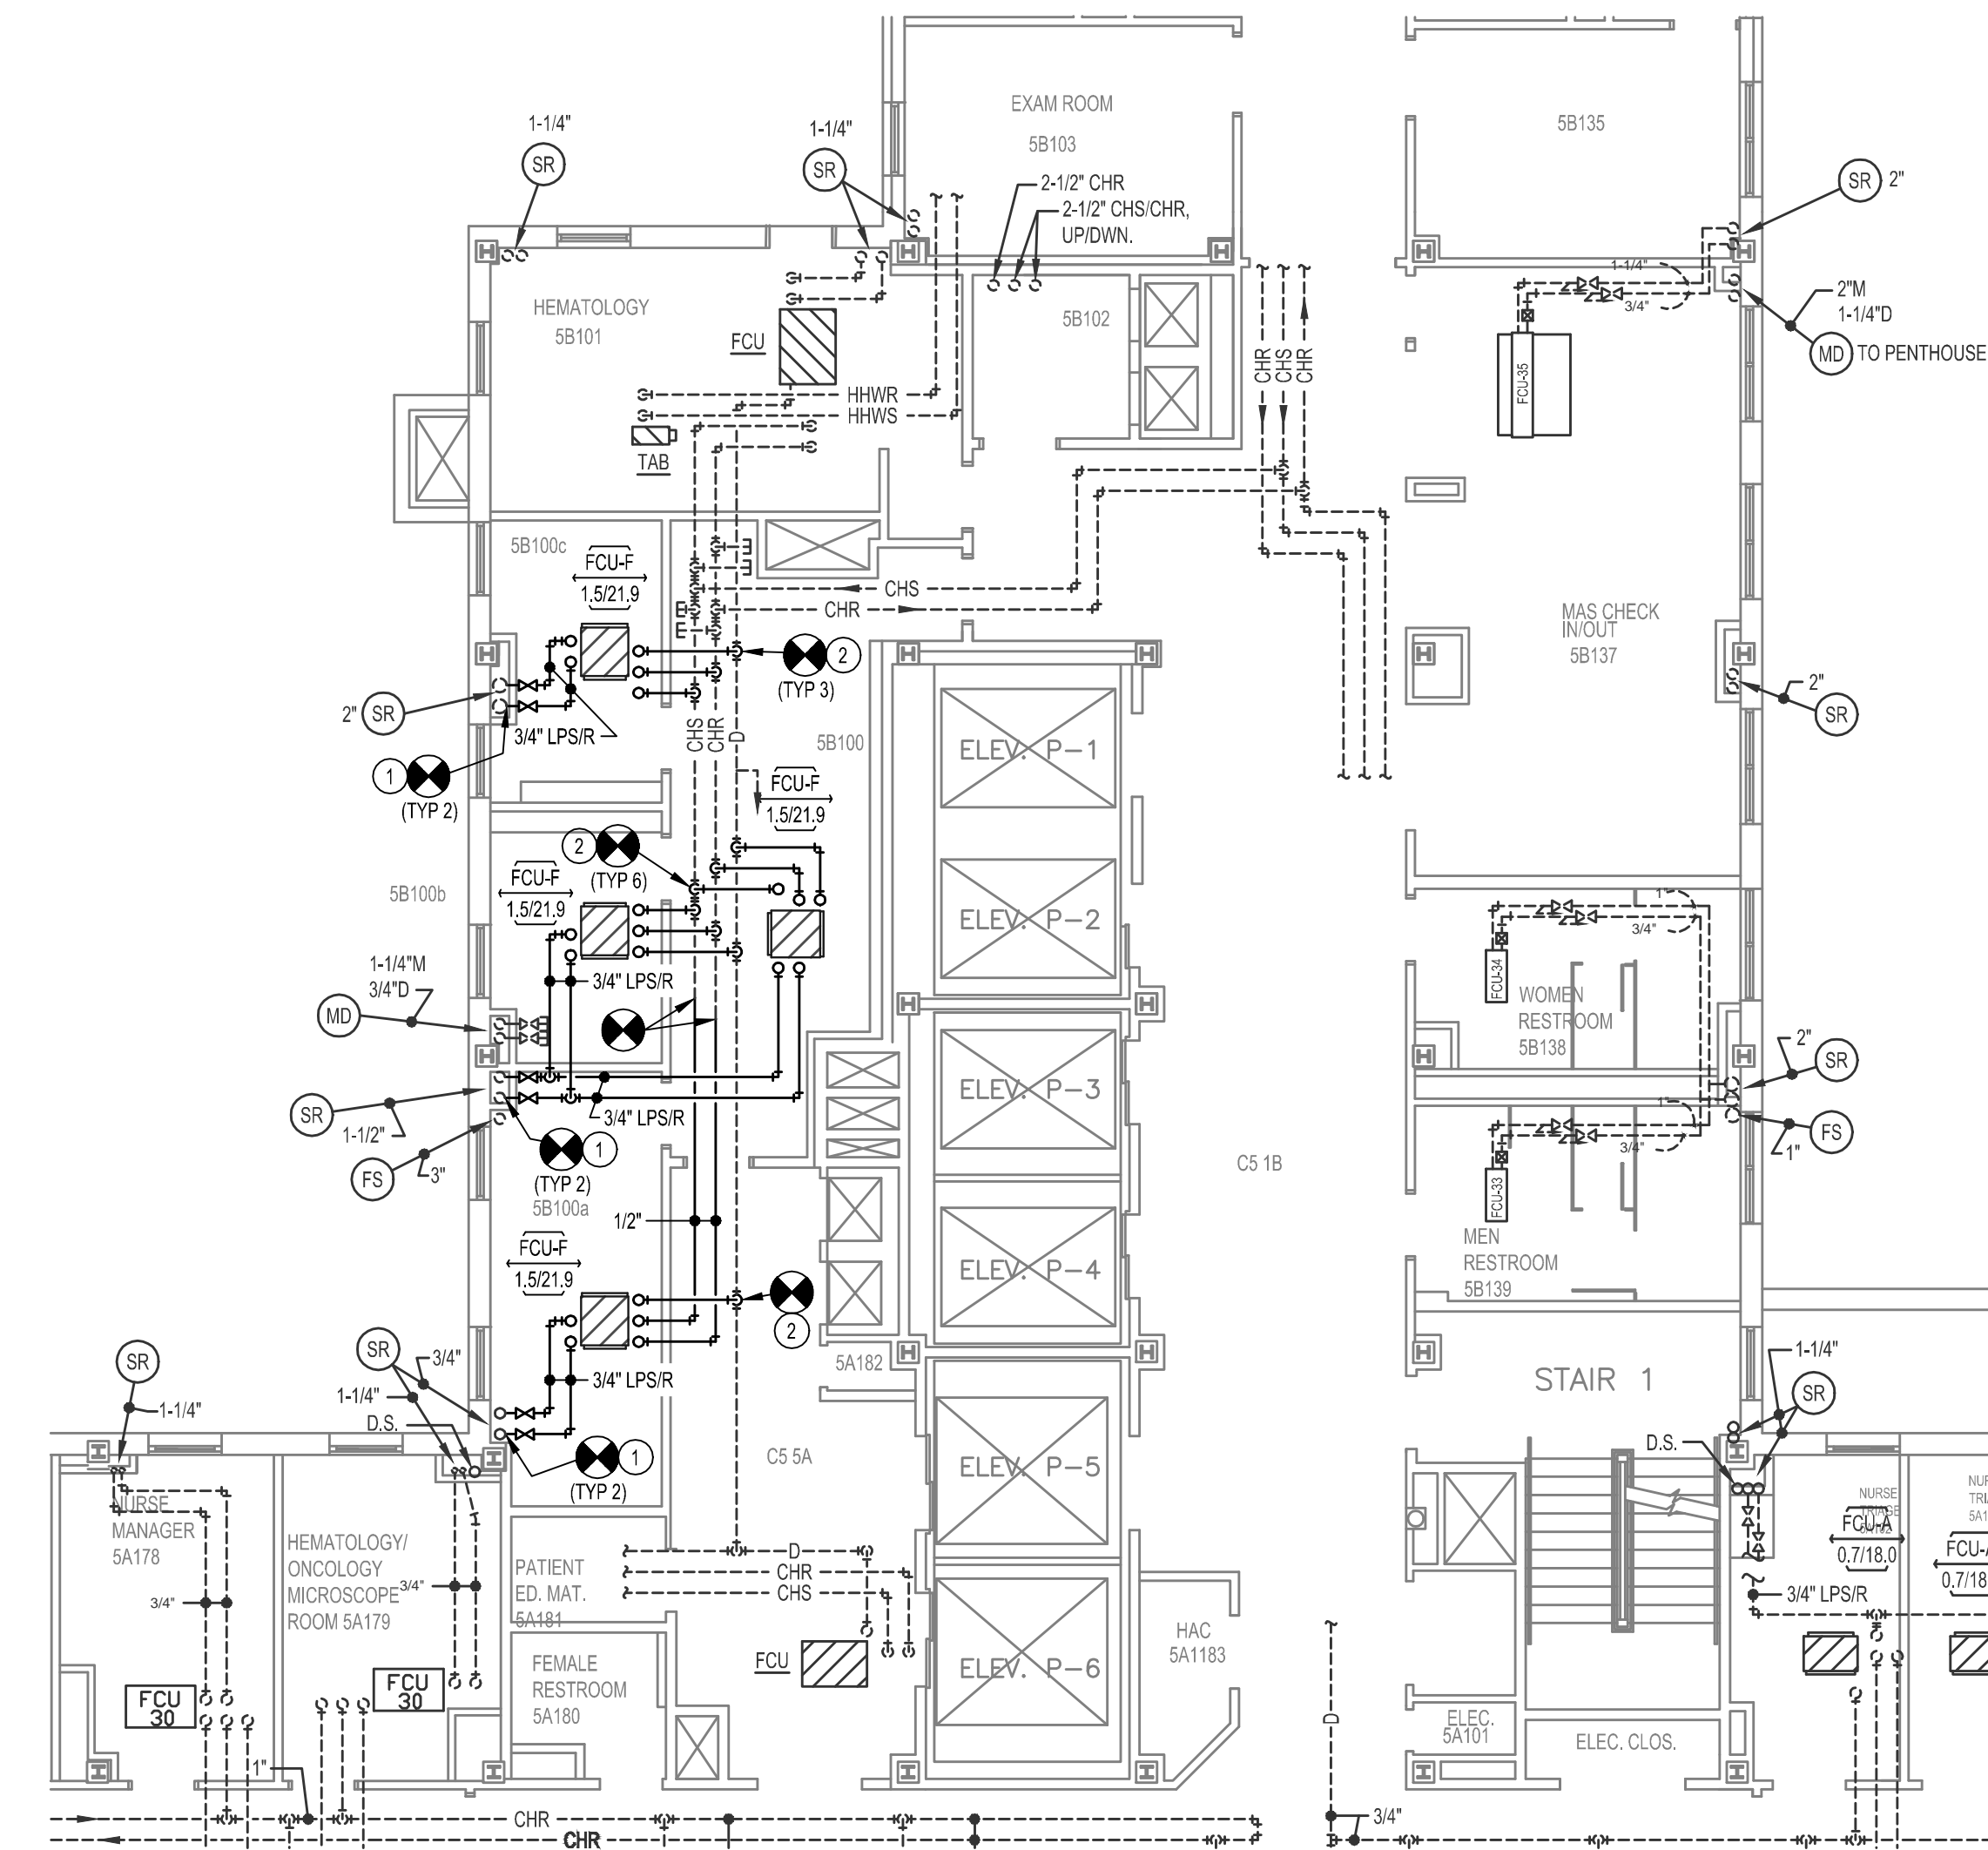 EXAM ROOM
5B103
5B135
1-1/4"
SR
1-1/4"
SR
2-1/2" CHR
2-1/2" CHS/CHR,
UP/DWN.
SR 2"
HEMATOLOGY
5B101
FCU
5B102
CHR
CHS
CHR
1-1/4"
3/4"
FCU-35
2"M
1-1/4"D
MD TO PENTHOUSE
HHWR
HHWS
TAB
5B100c
FCU-F
1.5/21.9
CHS
CHR
MAS CHECK
IN/OUT
5B137
2
(TYP 3)
2" SR
3/4" LPS/R
1
(TYP 2)
CHS
CHR
D
5B100
ELEV. P-1
2"
SR
FCU-F
1.5/21.9
2
(TYP 6)
5B100b
FCU-F
1.5/21.9
ELEV. P-2
1"
3/4"
FCU-34
1-1/4"M
3/4"D
MD
3/4" LPS/R
WOMEN
RESTROOM
5B138
2"
SR
SR
1-1/2"
3/4" LPS/R
ELEV. P-3
1"
3/4"
FCU-33
FS
1"
FS
3"
1
(TYP 2)
5B100a
C5 1B
1/2"
FCU-F
1.5/21.9
ELEV. P-4
MEN
RESTROOM
5B139
2
SR
SR
3/4"
1-1/4"
1-1/4"
D.S.
3/4" LPS/R
5A182
STAIR 1
1-1/4"
SR
D.S.
1
(TYP 2)
C5 5A
ELEV. P-5
NURSE
MANAGER
5A178
HEMATOLOGY/
ONCOLOGY
MICROSCOPE
ROOM 5A179
3/4"
3/4"
PATIENT
ED. MAT.
5A181
D
CHR
CHS
NURSE
TRIAGE
FCU-A
0.7/18.0
FCU-A
0.7/18
3/4" LPS/R
FCU
30
FCU
30
FEMALE
RESTROOM
5A180
FCU
ELEV. P-6
HAC
5A1183
D
ELEC.
5A101
ELEC. CLOS.
1"
CHR
CHR
3/4"